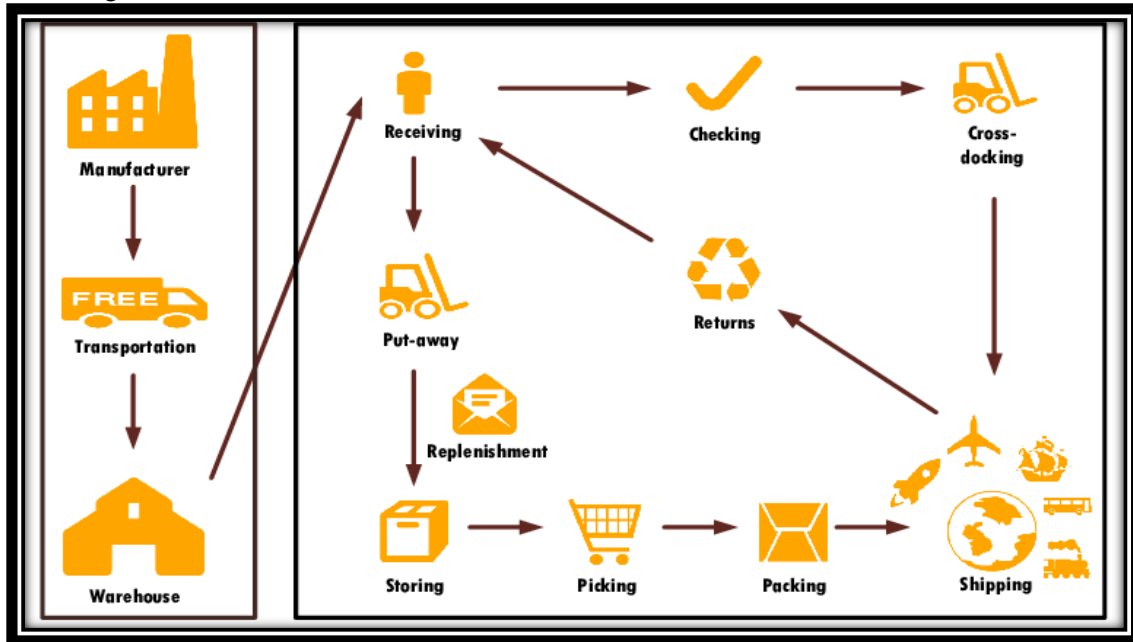 Manufacturer
FREE
Transportation
Warehouse
Receiving
Checking
Cross-
docking
Put-away
Returns
Replenishment
Storing
Picking
Packing
Shipping